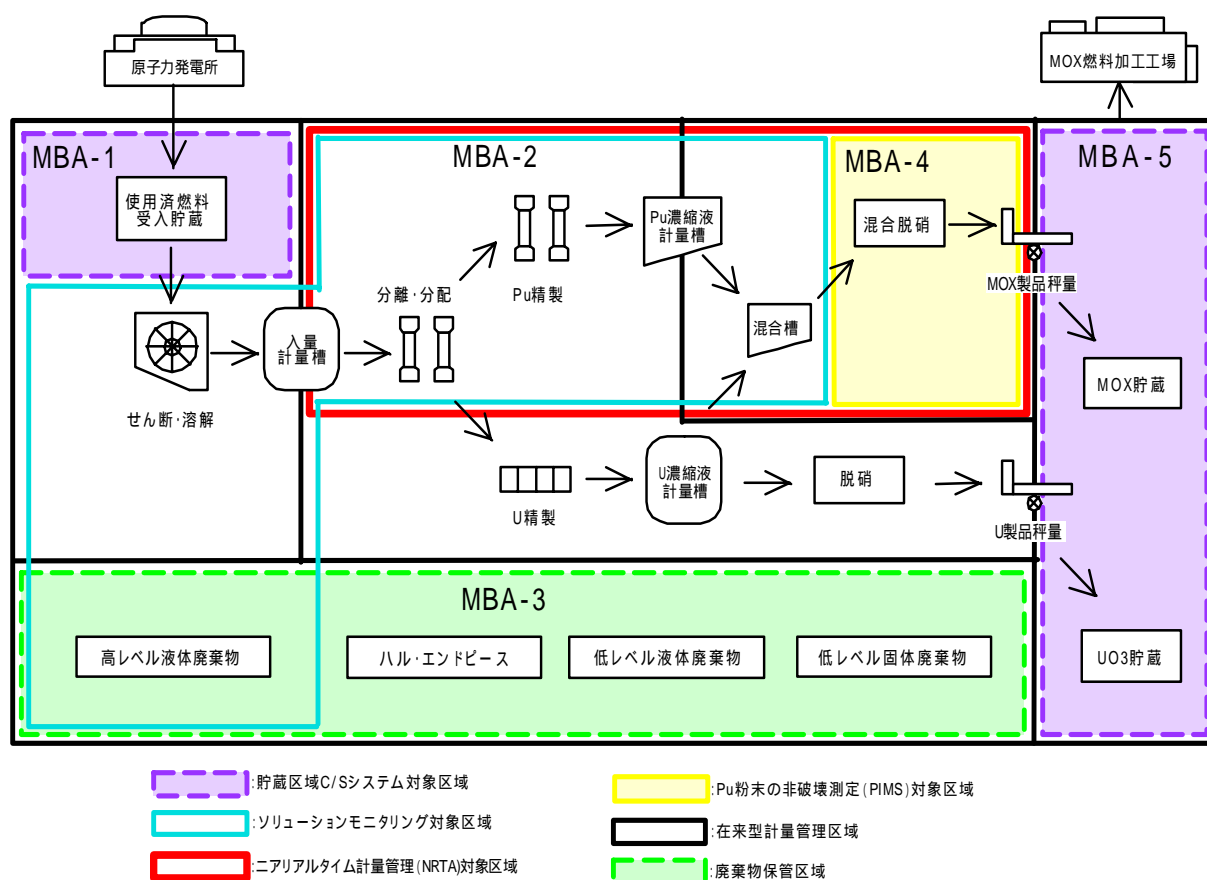 原子力発電所
MOX燃料加工工場
MBA-1
MBA-2
MBA-4
MBA-5
使用済燃料
受入貯蔵
Pu濃縮液
計量槽
混合脱硝
分離・分配
Pu精製
MOX製品秤量
入量
計量槽
混合槽
MOX貯蔵
せん断・溶解
U濃縮液
計量槽
脱硝
U精製
U製品秤量
MBA-3
高レベル液体廃棄物
ハル・エンドピース
低レベル液体廃棄物
低レベル固体廃棄物
UO3貯蔵
:貯蔵区域C/Sシステム対象区域
:Pu粉末の非破壊測定(PIMS)対象区域
:ソリューションモニタリング対象区域
:在来型計量管理区域
:ニアリアルタイム計量管理(NRTA)対象区域
:廃棄物保管区域